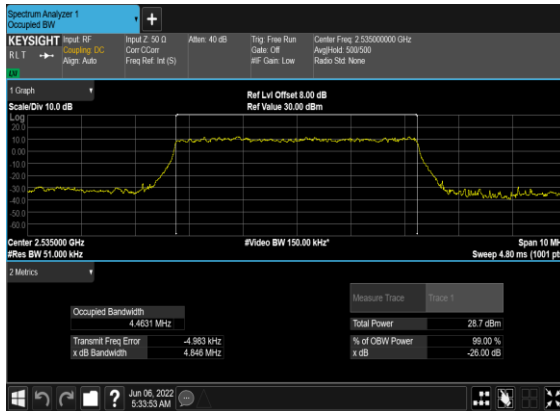 Spectrum Analyzer 1
Occupied BW
KEYSIGHT Input: RF Input Z: 50 Ω Atten: 40 dB Trig: Free Run Center Freq: 2.535000000 GHz
RLT Coupling: DC Corr CCorr Gate: Off Avg|Hold: 500/500
Align: Auto Freq Ref: Int (S) #IF Gain: Low Radio Std: None
1 Graph
Ref Lvl Offset 8.00 dB
Scale/Div 10.0 dB Ref Value 30.00 dBm
Log
20.0
10.0
0.00
-10.0
-20.0
-30.0
-40.0
-50.0
-60.0
Center 2.535000 GHz #Video BW 150.00 kHz* Span 10 MH
#Res BW 51.000 kHz Sweep 4.80 ms (1001 pt
2 Metrics
Measure Trace Trace 1
Occupied Bandwidth
4.4631 MHz
Total Power 28.7 dBm
Transmit Freq Error -4.983 kHz % of OBW Power 99.00 %
x dB Bandwidth 4.846 MHz x dB -26.00 dB
? Jun 06, 2022
5:33:53 AM